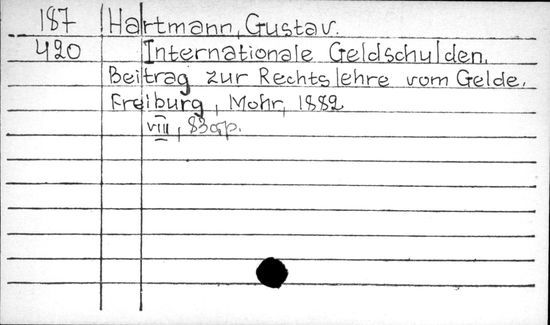 187 Hartmann, Gustav.
420 Internationale Geldschulden.
Beitrag zur Rechtslehre vom Gelde.
Freiburg, Mohr, 1882
VIII, 83 p.